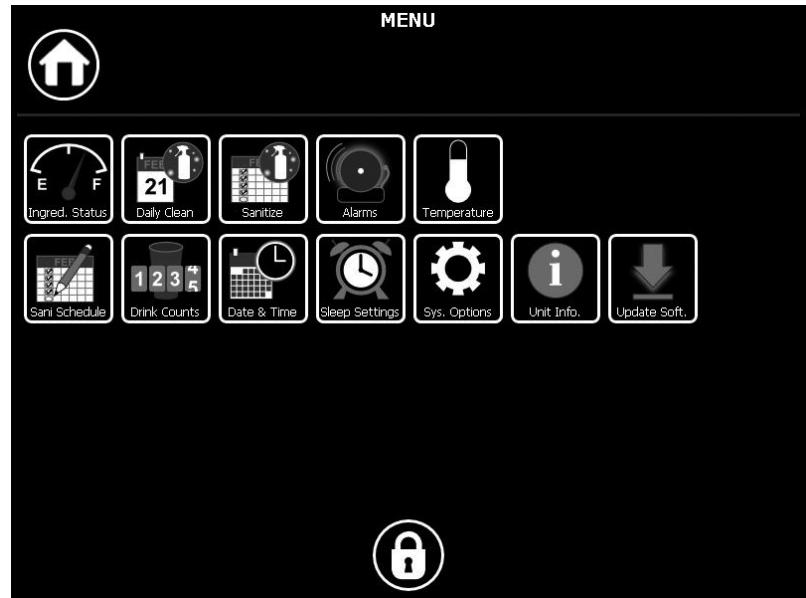 MENU
E F
FEB
21
FEB
Ingred. Status Daily Clean Sanitize Alarms Temperature
FEB
1 2 3 4 5
Sani Schedule Drink Counts Date & Time Sleep Settings Sys. Options Unit Info. Update Soft.
i